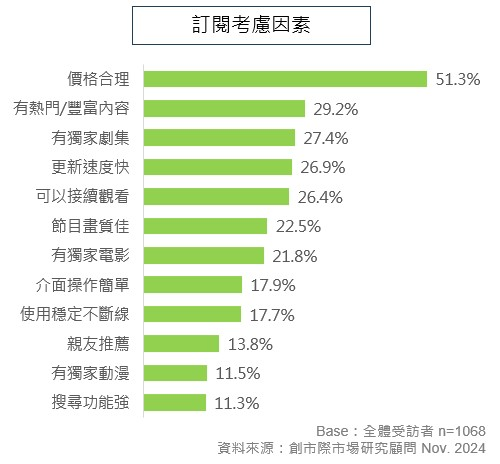 訂閱考慮因素
價格合理 51.3%
有熱門/豐富內容 29.2%
有獨家劇集 27.4%
更新速度快 26.9%
可以接續觀看 26.4%
節目畫質佳 22.5%
有獨家電影 21.8%
介面操作簡單 17.9%
使用穩定不斷線 17.7%
親友推薦 13.8%
有獨家動漫 11.5%
搜尋功能強 11.3%
Base：全體受訪者 n=1068
資料來源：創市際市場研究顧問 Nov. 2024